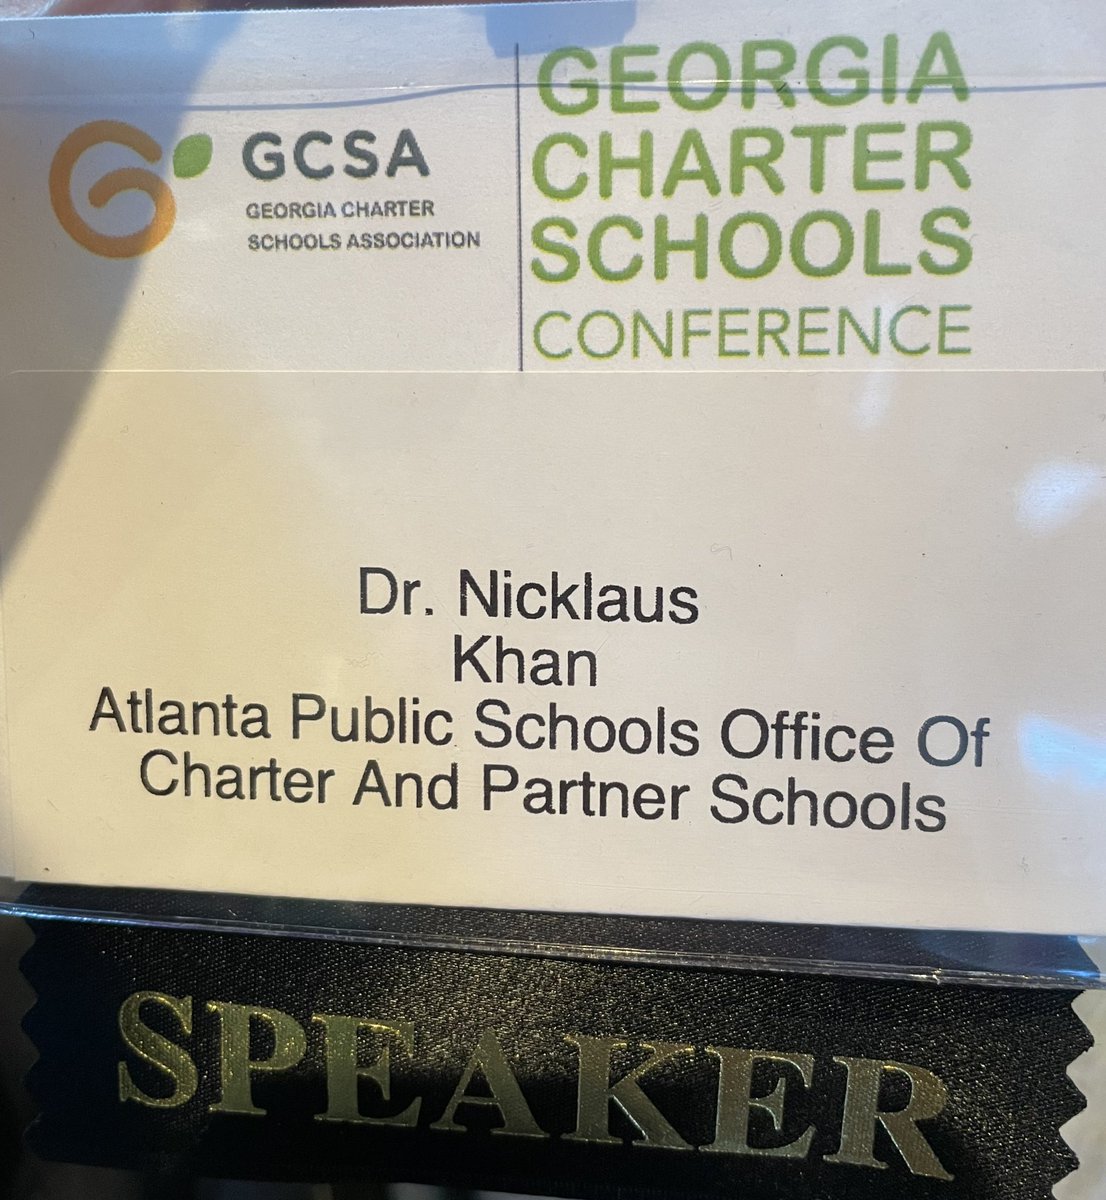 GCSA
GEORGIA CHARTER
SCHOOLS ASSOCIATION
GEORGIA
CHARTER
SCHOOLS
CONFERENCE
Dr. Nicklaus
Khan
Atlanta Public Schools Office Of
Charter And Partner Schools
SPEAKER